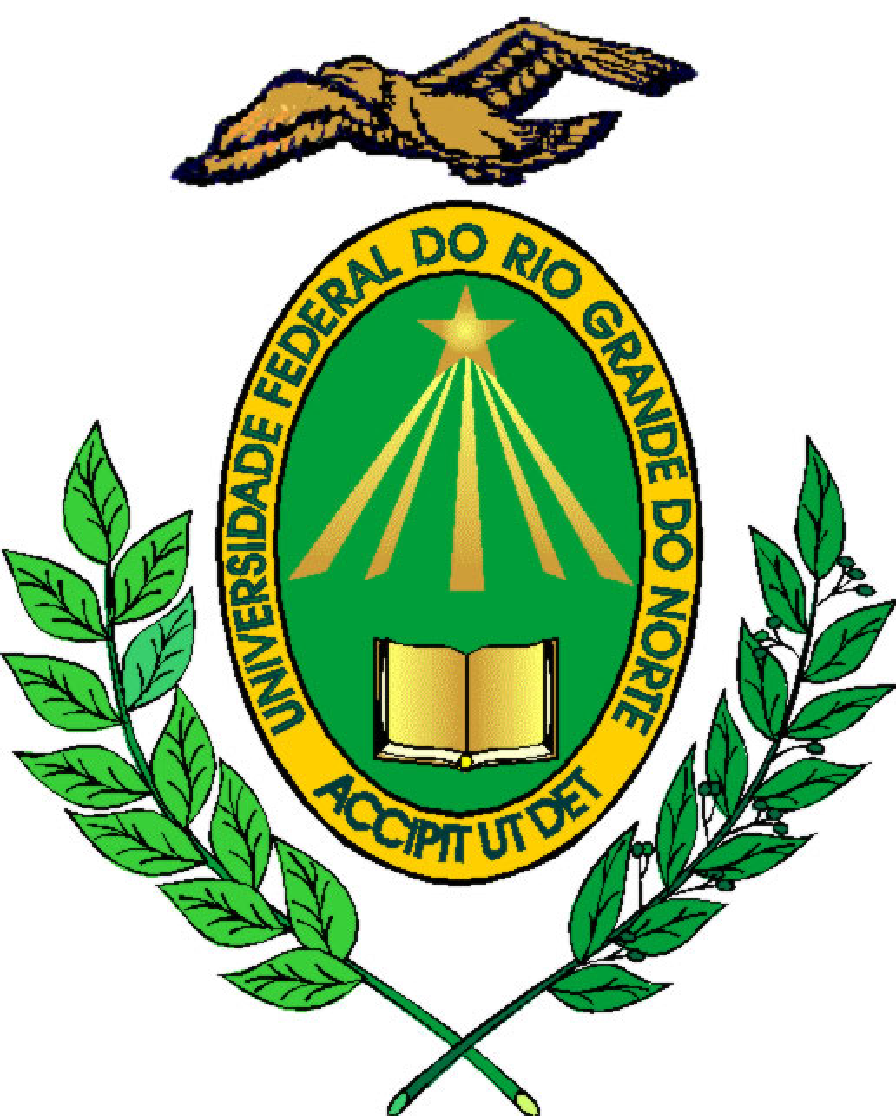 UNIVERSIDADE FEDERAL DO RIO GRANDE DO NORTE
ACCIPIT UT DET